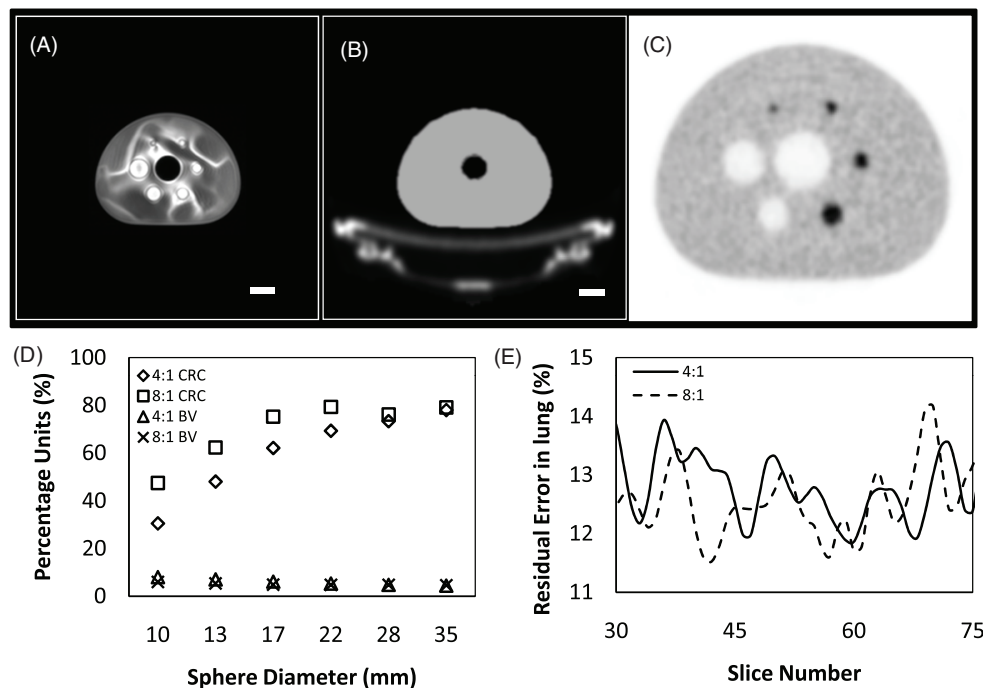 (A)
(B)
(C)
(D)
100
80
60
40
20
0
Percentage Units (%)
4:1 CRC
8:1 CRC
4:1 BV
8:1 BV
10 13 17 22 28 35
Sphere Diameter (mm)
(E)
15
14
13
12
11
Residual Error in lung (%)
4:1
8:1
30 45 60 75
Slice Number